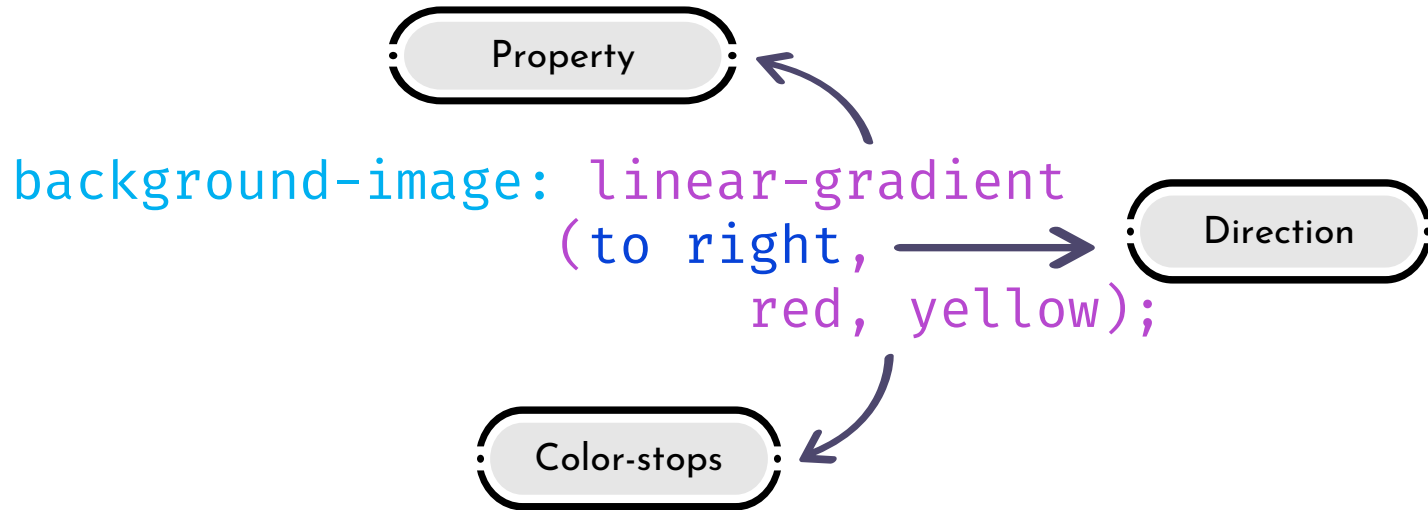 Property
background-image: linear-gradient
(to right,
Direction
red, yellow);
Color-stops